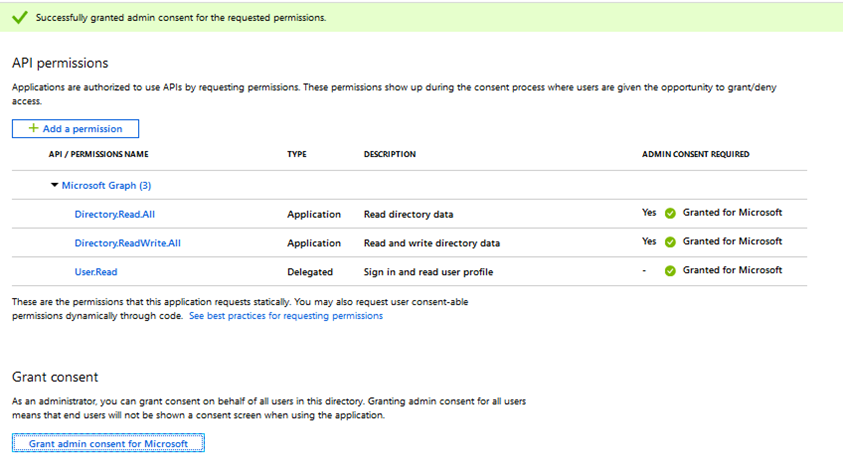 Successfully granted admin consent for the requested permissions.
API permissions
Applications are authorized to use APIs by requesting permissions. These permissions show up during the consent process where users are given the opportunity to grant/deny
access.
+ Add a permission
API / PERMISSIONS NAME TYPE DESCRIPTION ADMIN CONSENT REQUIRED
Microsoft Graph (3)
Directory.Read.All Application Read directory data Yes Granted for Microsoft
Directory.ReadWrite.All Application Read and write directory data Yes Granted for Microsoft
User.Read Delegated Sign in and read user profile - Granted for Microsoft
These are the permissions that this application requests statically. You may also request user consent-able
permissions dynamically through code. See best practices for requesting permissions
Grant consent
As an administrator, you can grant consent on behalf of all users in this directory. Granting admin consent for all users
means that end users will not be shown a consent screen when using the application.
Grant admin consent for Microsoft